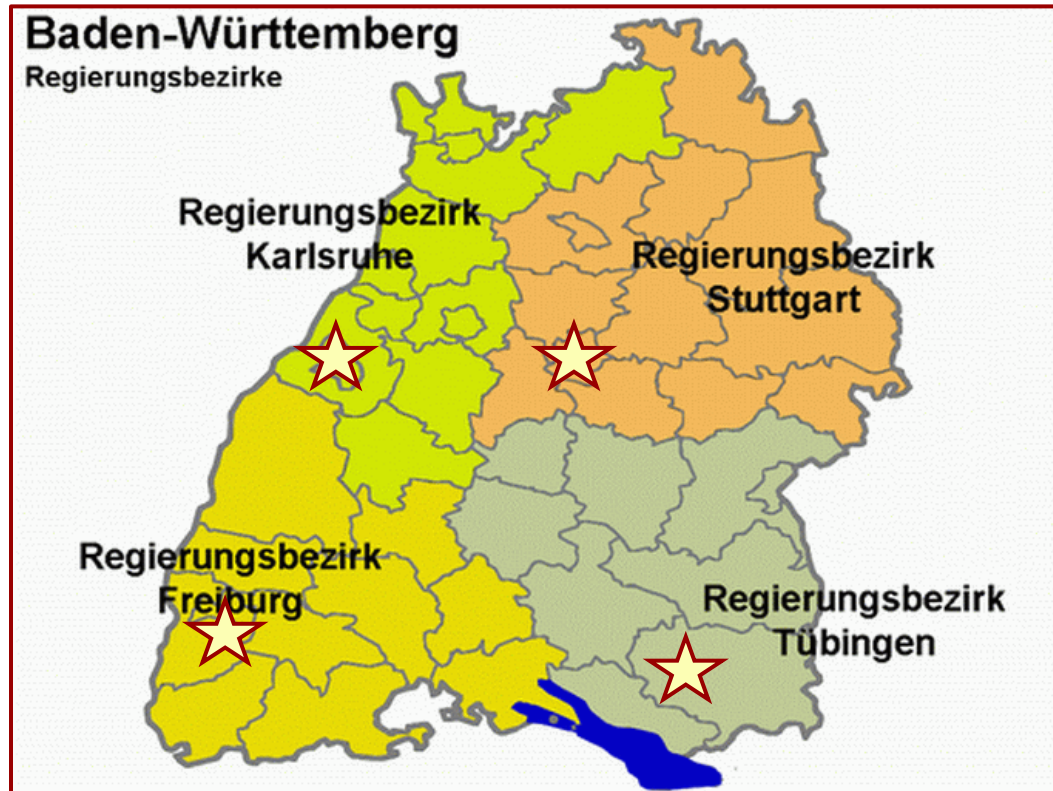 Baden-Württemberg
Regierungsbezirke
Regierungsbezirk
Karlsruhe
Regierungsbezirk
Stuttgart
Regierungsbezirk
Freiburg
Regierungsbezirk
Tübingen